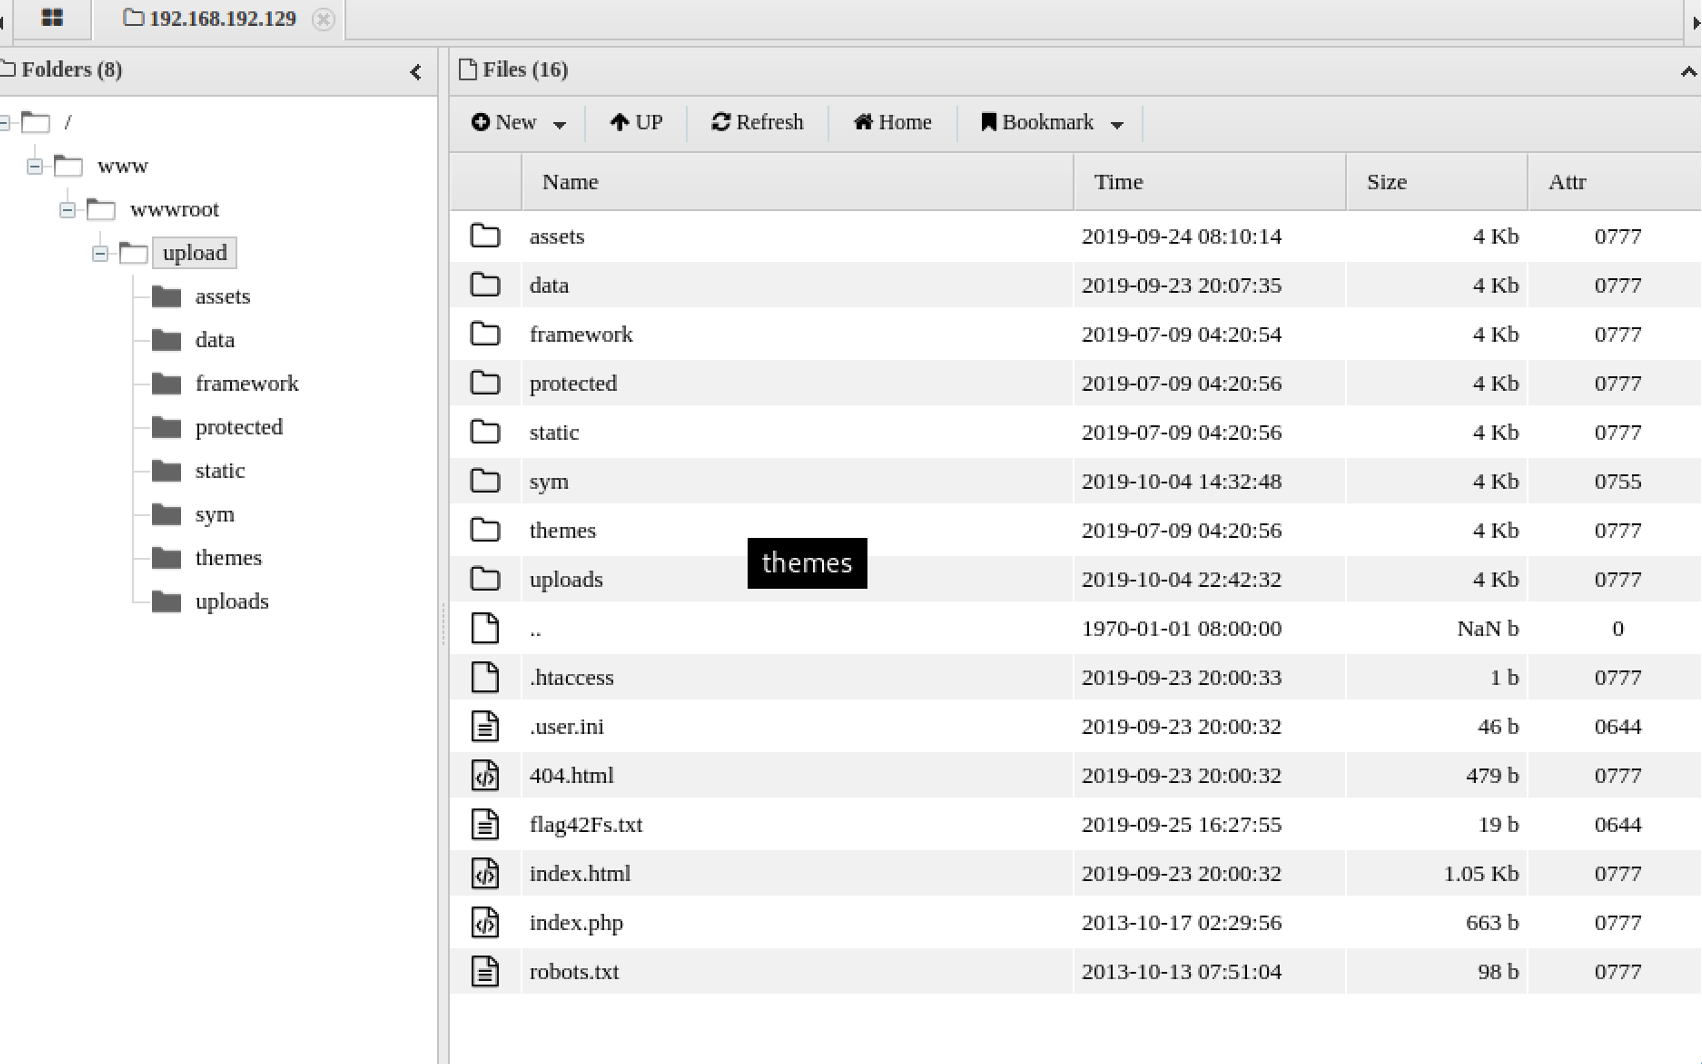 192.168.192.129
Folders (8)
Files (16)
/
www
wwwroot
upload
assets
data
framework
protected
static
sym
themes
uploads
New UP Refresh Home Bookmark
Name Time Size Attr
assets 2019-09-24 08:10:14 4 Kb 0777
data 2019-09-23 20:07:35 4 Kb 0777
framework 2019-07-09 04:20:54 4 Kb 0777
protected 2019-07-09 04:20:56 4 Kb 0777
static 2019-07-09 04:20:56 4 Kb 0777
sym 2019-10-04 14:32:48 4 Kb 0755
themes 2019-07-09 04:20:56 4 Kb 0777
themes
uploads 2019-10-04 22:42:32 4 Kb 0777
.. 1970-01-01 08:00:00 NaN b 0
.htaccess 2019-09-23 20:00:33 1 b 0777
.user.ini 2019-09-23 20:00:32 46 b 0644
404.html 2019-09-23 20:00:32 479 b 0777
flag42Fs.txt 2019-09-25 16:27:55 19 b 0644
index.html 2019-09-23 20:00:32 1.05 Kb 0777
index.php 2013-10-17 02:29:56 663 b 0777
robots.txt 2013-10-13 07:51:04 98 b 0777